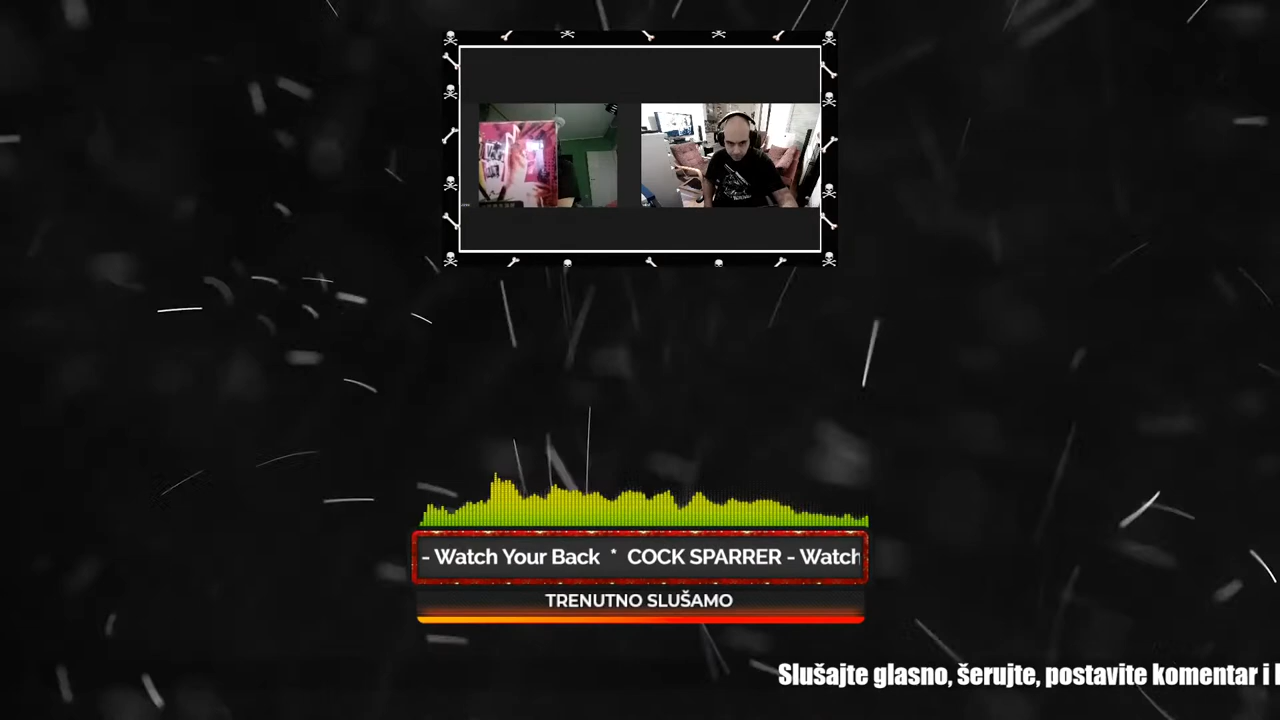 - Watch Your Back * COCK SPARRER - Watch
TRENUTNO SLUŠAMO
Slušajte glasno, šerujte, postavite komentar i